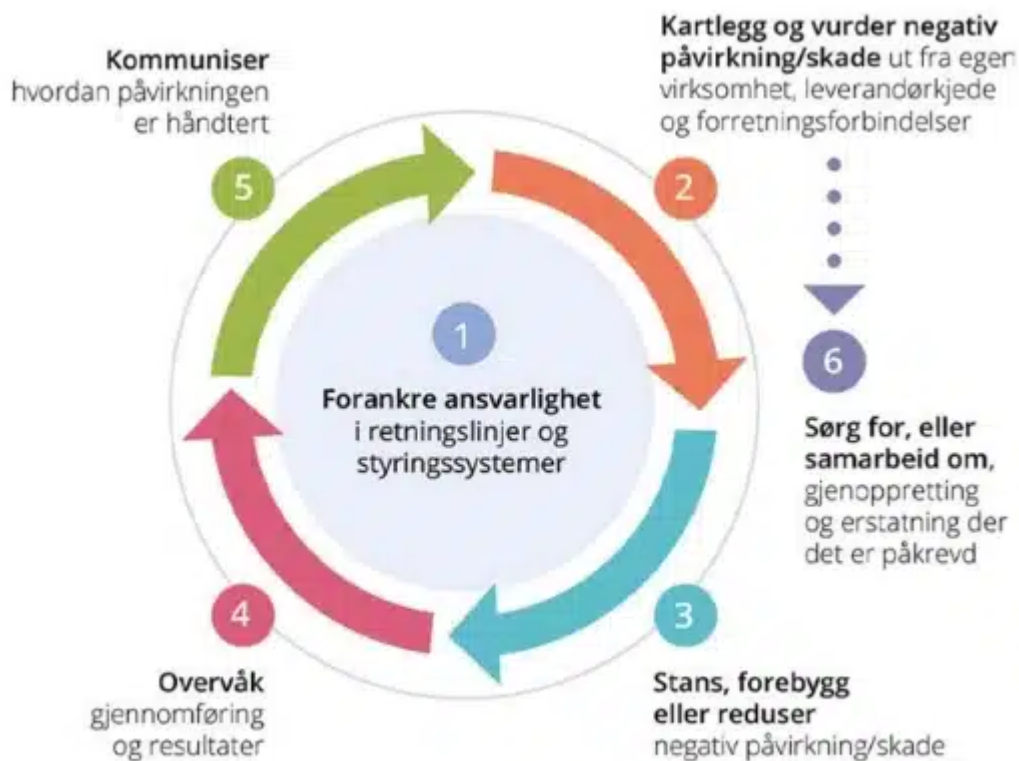 Kommuniser
hvordan påvirkningen
er håndtert
5
Kartlegg og vurder negativ
påvirkning/skade ut fra egen
virksomhet, leverandørkjede
og forretningsforbindelser
2
1
Forankre ansvarlighet
i retningslinjer og
styringssystemer
6
Sørg for, eller
samarbeid om,
gjenoppretting
og erstatning der
det er påkrevd
4
Overvåk
gjennomføring
og resultater
3
Stans, forebygg
eller reduser
negativ påvirkning/skade